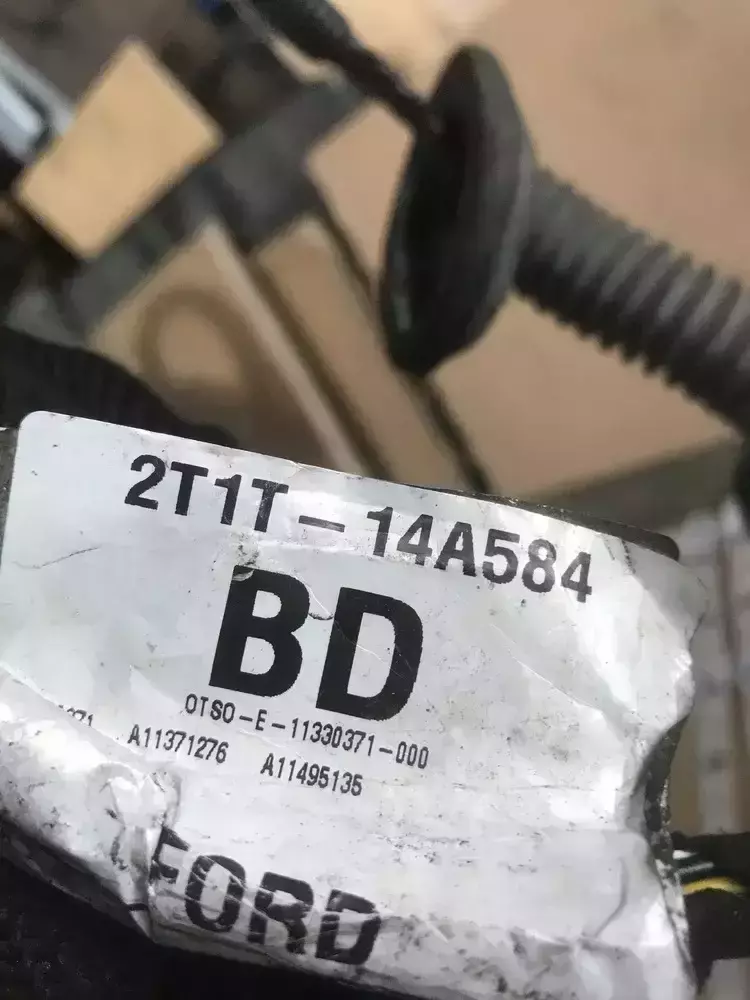 2T1T-14A584
BD
OTSO-E-11330371-000
A11371276 A11495135
FORD